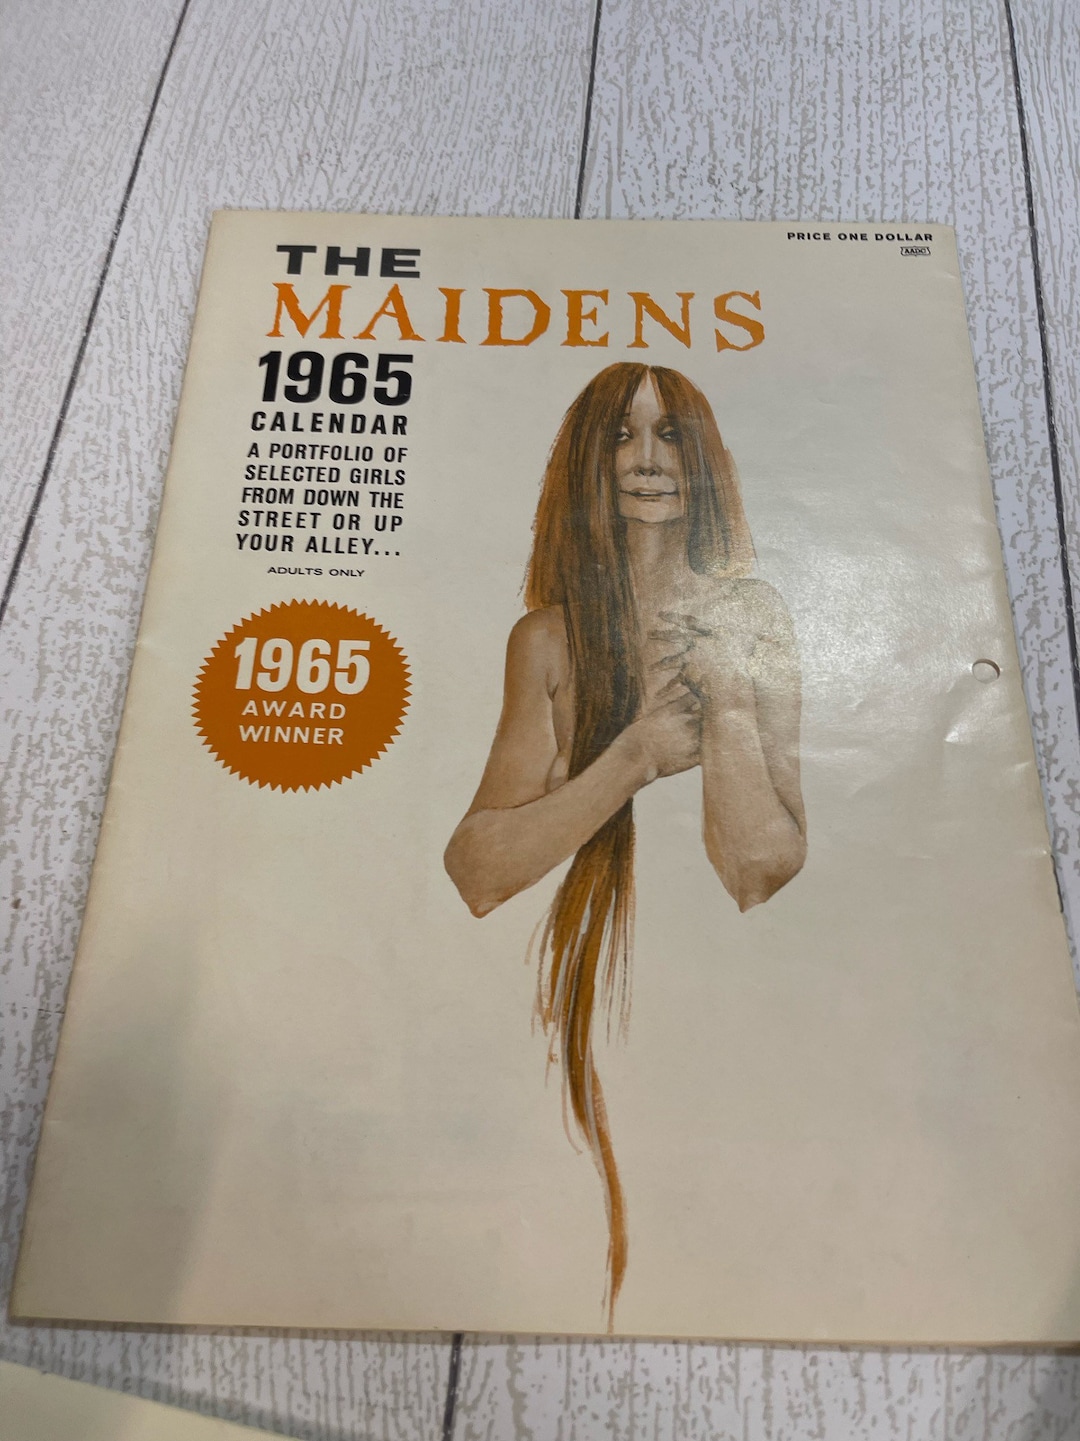 PRICE ONE DOLLAR
AADC
THE
MAIDENS
1965
CALENDAR
A PORTFOLIO OF
SELECTED GIRLS
FROM DOWN THE
STREET OR UP
YOUR ALLEY...
ADULTS ONLY
1965
AWARD
WINNER